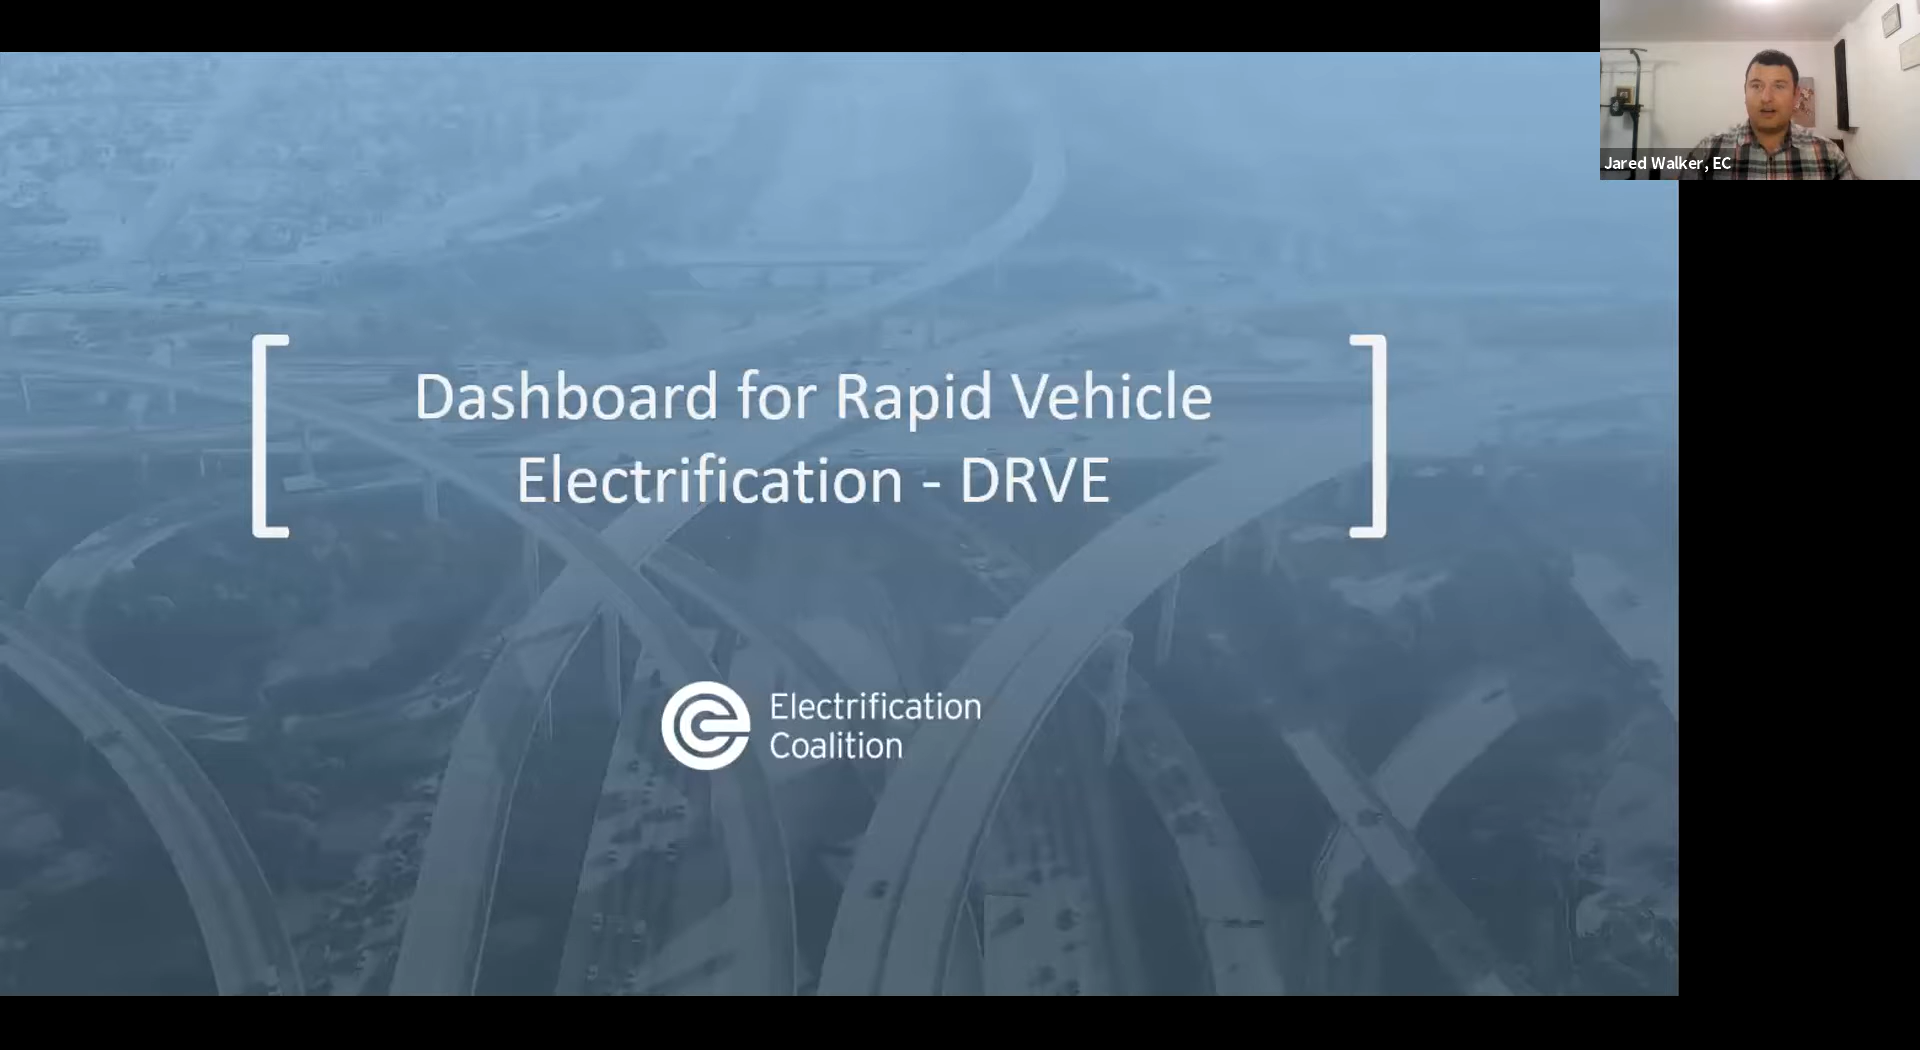 Jared Walker, EC
Dashboard for Rapid Vehicle
Electrification - DRVE
Electrification
Coalition